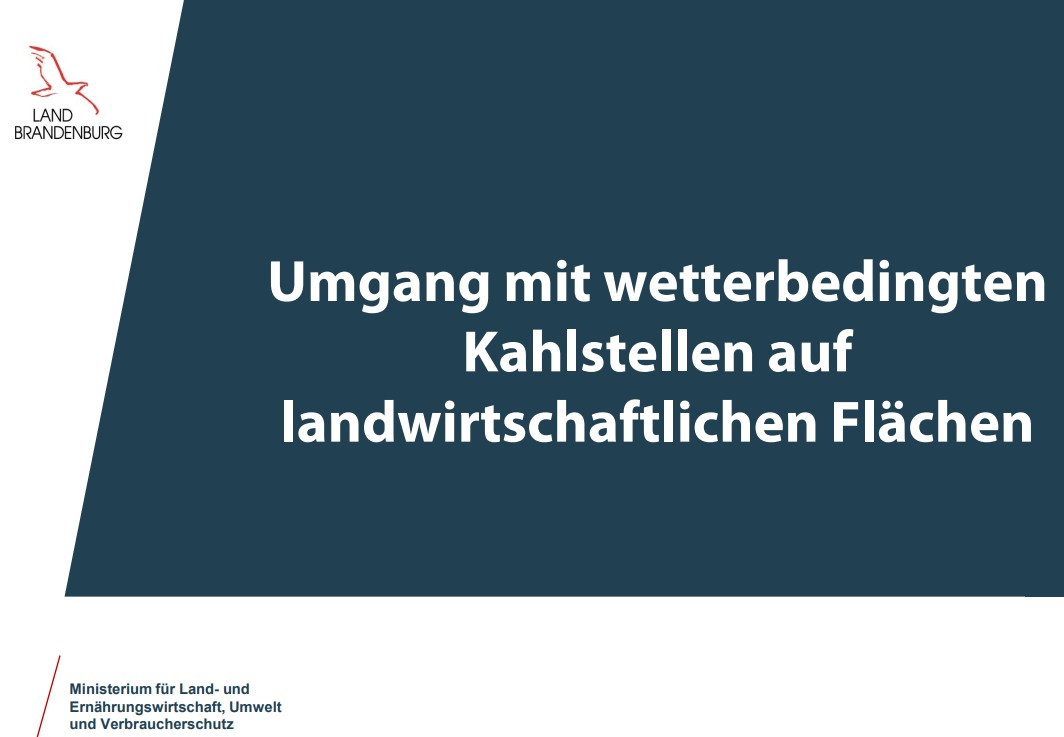 LAND
BRANDENBURG
Umgang mit wetterbedingten
Kahlstellen auf
landwirtschaftlichen Flächen
Ministerium für Land- und
Ernährungswirtschaft, Umwelt
und Verbraucherschutz